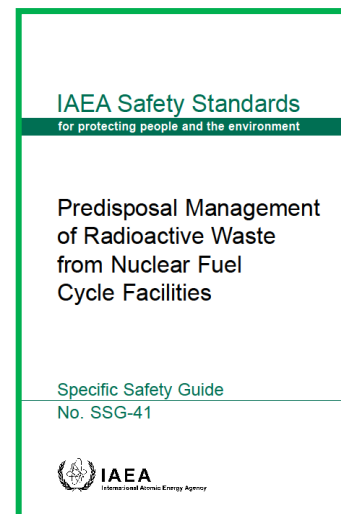 IAEA Safety Standards
for protecting people and the environment
Predisposal Management
of Radioactive Waste
from Nuclear Fuel
Cycle Facilities
Specific Safety Guide
No. SSG-41
IAEA
International Atomic Energy Agency